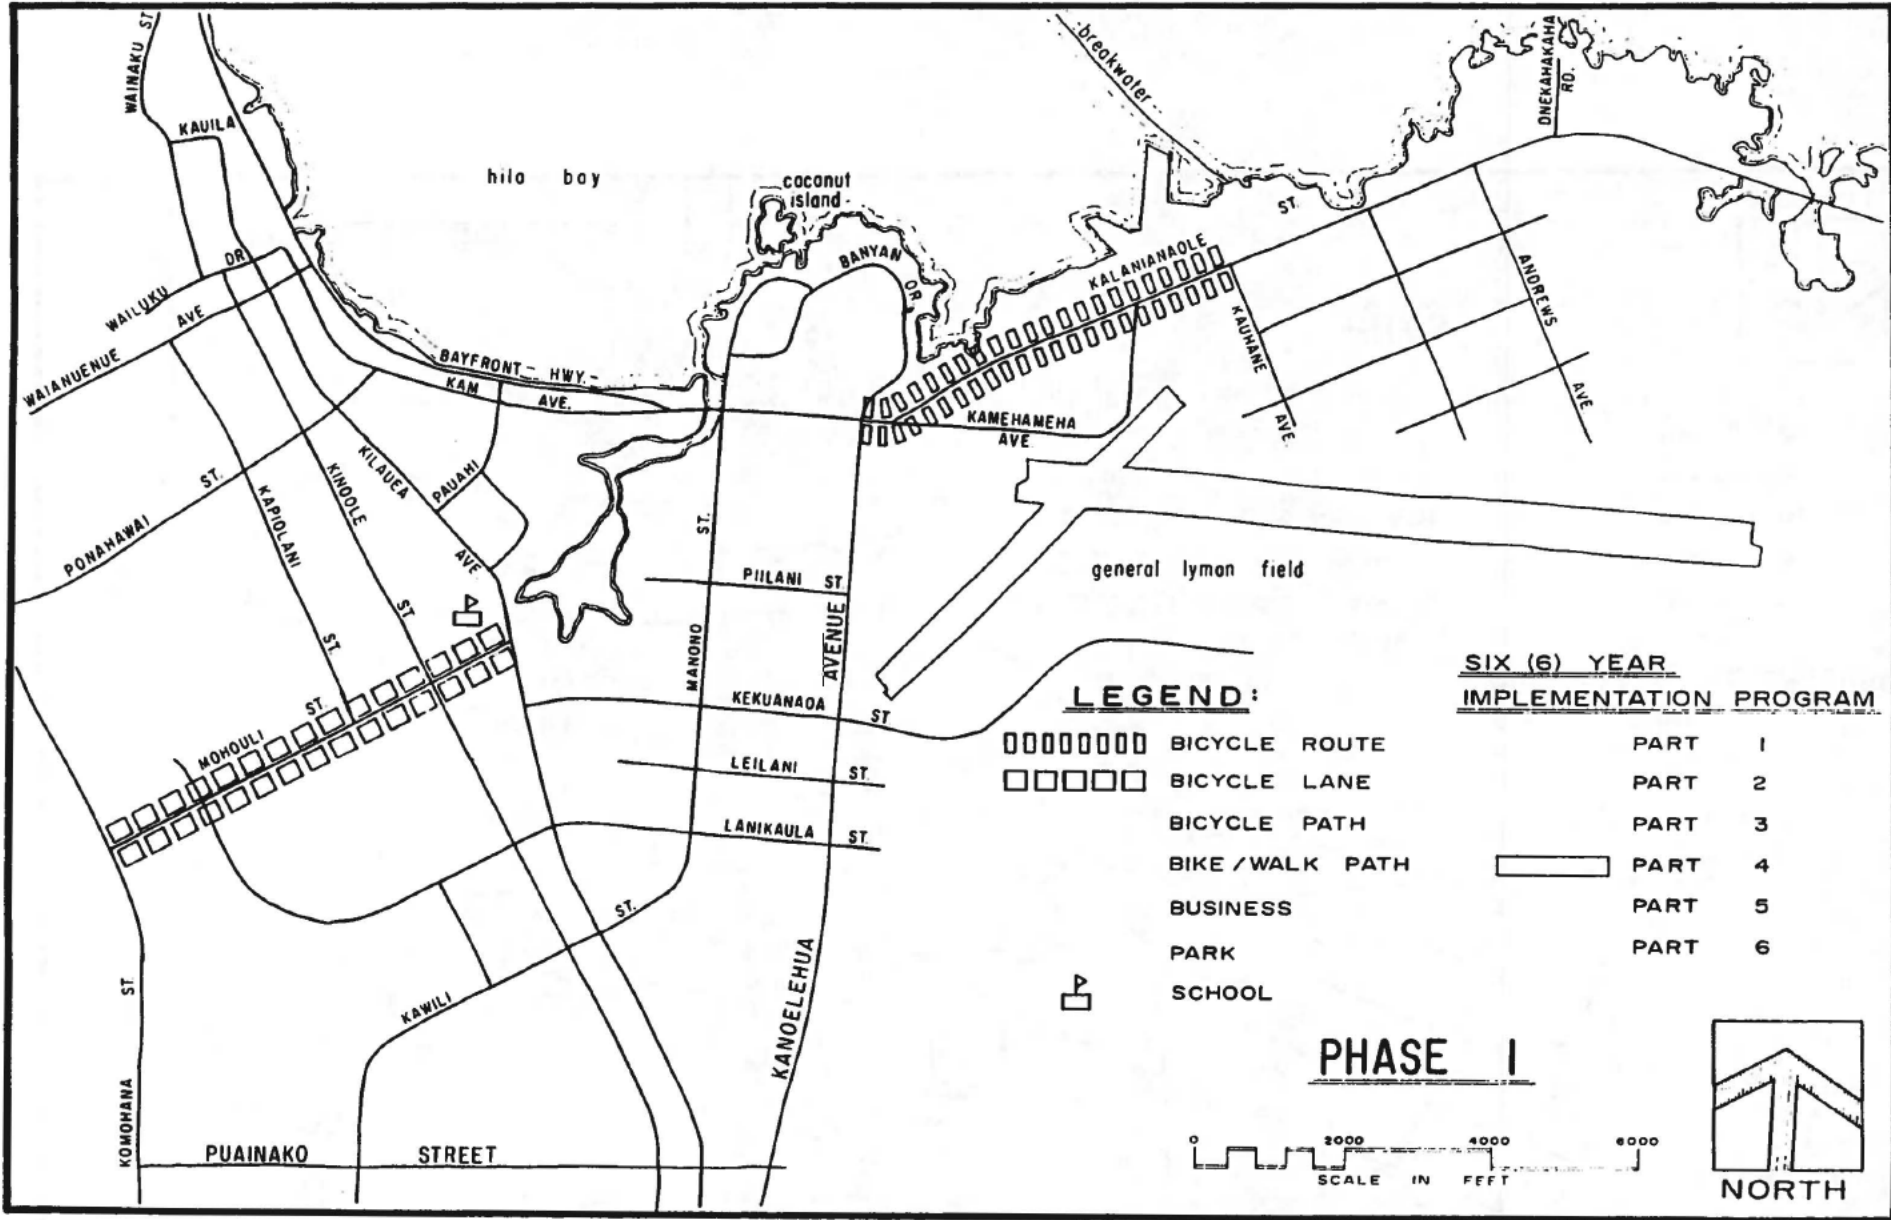 WAINAKU ST
KAUILA
hilo bay
coconut
island
breakwater
ONEKAHAKAHA
RD.
ST.
KALANIANAOLE
BANYAN
DR.
WAILUKU
DR
WAIANUENUE
AVE
BAYFRONT HWY.
KAM
AVE.
KAMEHAMEHA
AVE
KAUHANE
AVE.
ANDREWS
AVE
PONAHAWAI
ST.
KAPIOLANI
ST.
KINOOLE
ST.
KILAUEA
AVE
PAUAHI
MANONO
ST.
PIILANI ST.
KANOELEHUA
AVENUE
general lyman field
KEKUANAOA
ST
LEILANI ST.
LANIKAULA ST.
MOHOULI
ST.
KAWILI
ST.
KOMOHANA
ST.
PUAINAKO STREET
LEGEND:
BICYCLE ROUTE
BICYCLE LANE
BICYCLE PATH
BIKE/WALK PATH
BUSINESS
PARK
SCHOOL
SIX (6) YEAR
IMPLEMENTATION PROGRAM
PART 1
PART 2
PART 3
PART 4
PART 5
PART 6
PHASE I
0 2000 4000 6000
SCALE IN FEET
NORTH